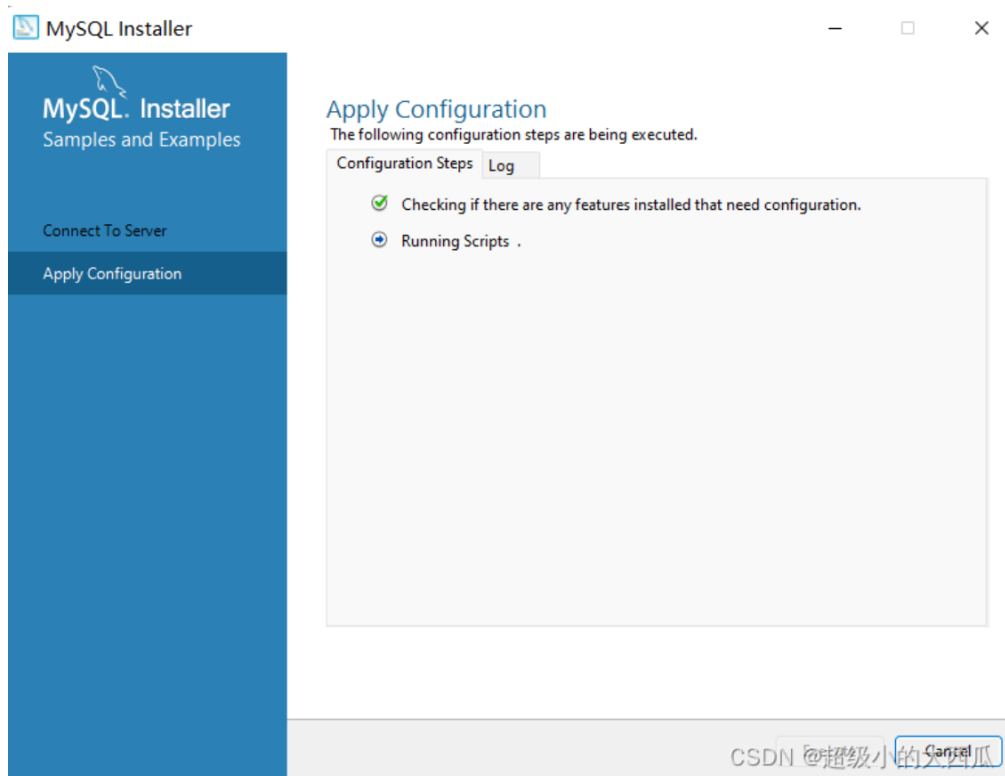 MySQL Installer
MySQL. Installer
Samples and Examples
Connect To Server
Apply Configuration
Apply Configuration
The following configuration steps are being executed.
Configuration Steps
Log
Checking if there are any features installed that need configuration.
Running Scripts .
Cancel
CSDN @超级小的大西瓜